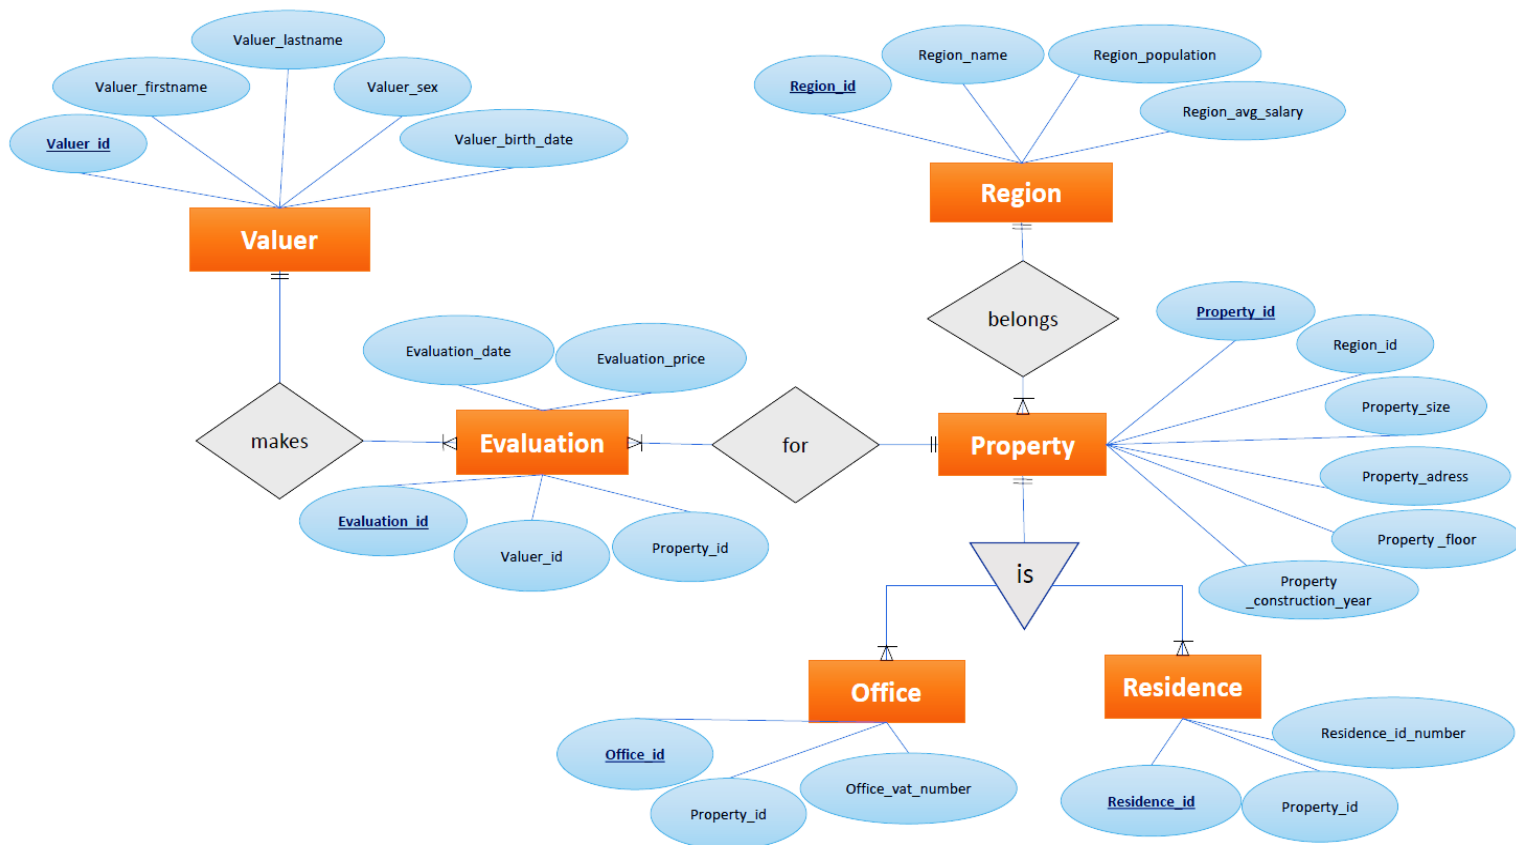 Valuer_lastname
Valuer_firstname
Valuer_sex
Valuer_id
Valuer_birth_date
Valuer
Region_name
Region_population
Region_id
Region_avg_salary
Region
belongs
makes
Evaluation_date
Evaluation_price
Evaluation
for
Property
Property_id
Region_id
Property_size
Property_adress
Property _floor
Property
_construction_year
Evaluation_id
Valuer_id
Property_id
is
Office
Residence
Office_id
Property_id
Office_vat_number
Residence_id_number
Residence_id
Property_id